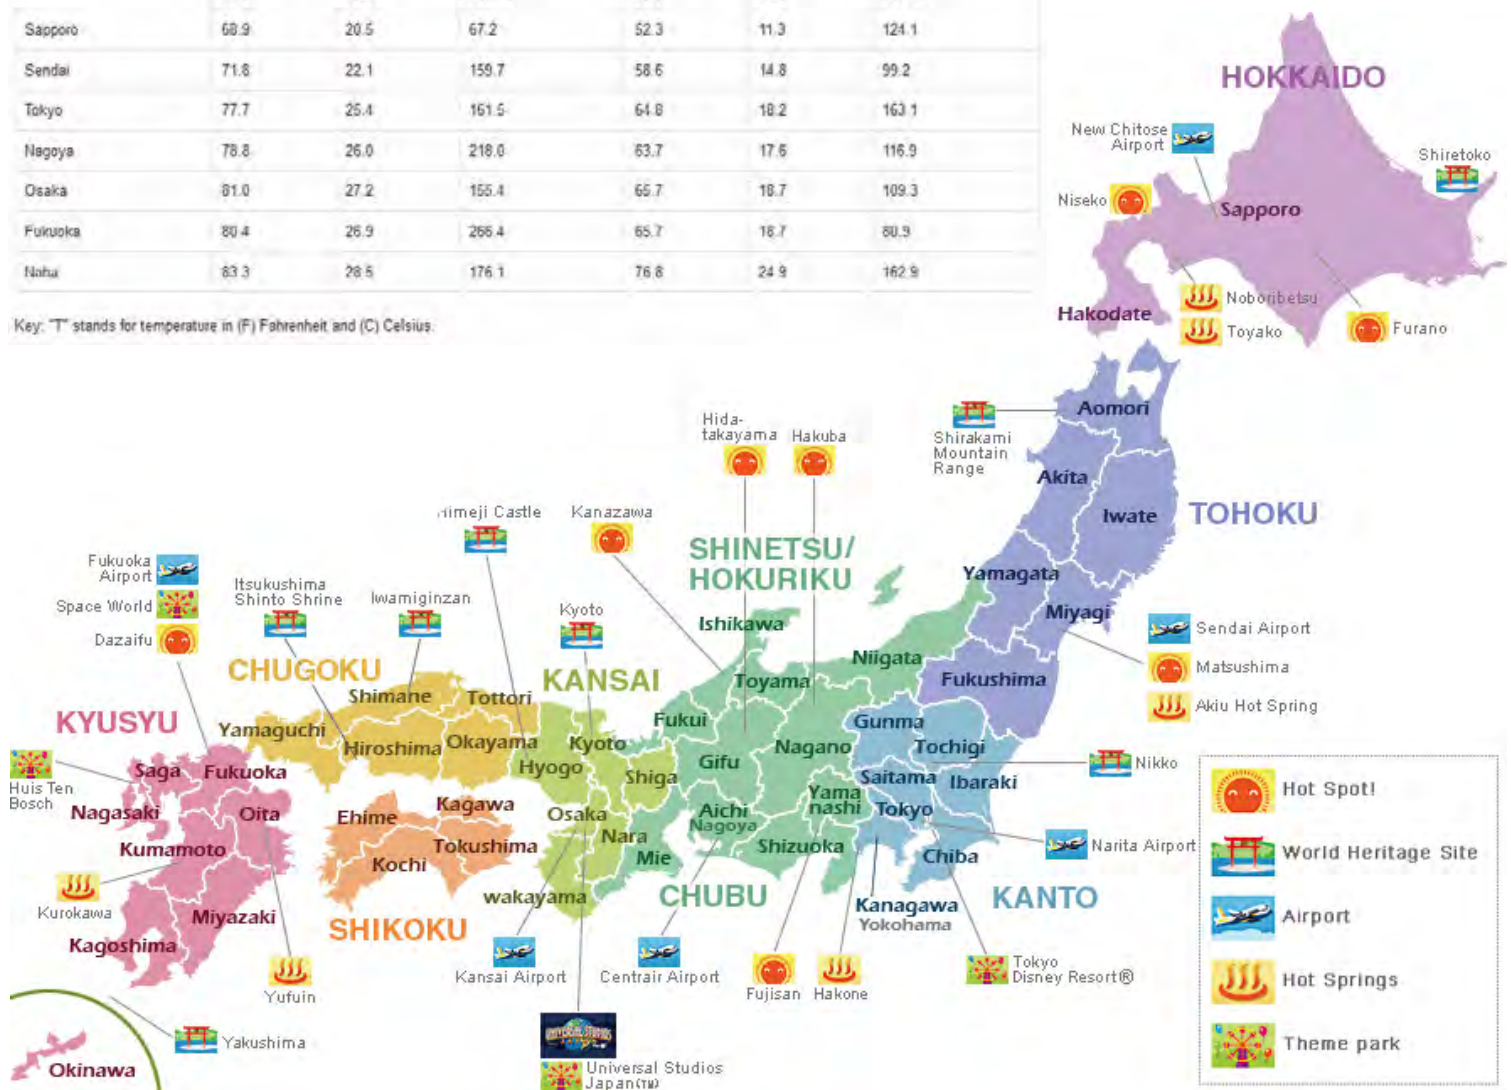 Sapporo 68.9 20.5 67.2 52.3 11.3 124.1
Sendai 71.8 22.1 159.7 58.6 14.8 99.2
Tokyo 77.7 25.4 161.5 64.8 18.2 163.1
Nagoya 78.8 26.0 218.0 63.7 17.6 116.9
Osaka 81.0 27.2 155.4 65.7 18.7 109.3
Fukuoka 80.4 26.9 266.4 65.7 18.7 80.9
Naha 83.3 28.5 176.1 76.8 24.9 162.9
Key: "T" stands for temperature in (F) Fahrenheit and (C) Celsius.
HOKKAIDO
New Chitose
Airport
Shiretoko
Niseko
Sapporo
Noboribetsu
Hakodate
Toyako
Furano
Aomori
Shirakami
Mountain
Range
Akita
Iwate
TOHOKU
Yamagata
Miyagi
Sendai Airport
Matsushima
Akiu Hot Spring
Fukushima
Hida-
takayama
Hakuba
Himeji Castle
Kanazawa
SHINETSU/
HOKURIKU
Fukuoka
Airport
Space World
Dazaifu
Itsukushima
Shinto Shrine
Iwamiginzan
Kyoto
Ishikawa
Niigata
Toyama
CHUGOKU
KANSAI
Shimane
Tottori
Fukui
Gunma
KYUSYU
Yamaguchi
Hiroshima
Okayama
Kyoto
Nagano
Tochigi
Hyogo
Gifu
Shiga
Saitama
Ibaraki
Nikko
Huis Ten
Bosch
Saga
Fukuoka
Nagasaki
Oita
Ehime
Kagawa
Osaka
Aichi
Nagoya
Yama
nashi
Tokyo
Kumamoto
Kochi
Tokushima
Nara
Mie
Shizuoka
Chiba
Narita Airport
Kurokawa
Miyazaki
Kagoshima
SHIKOKU
wakayama
CHUBU
Kanagawa
Yokohama
KANTO
Yufuin
Kansai Airport
Centrair Airport
Fujisan
Hakone
Tokyo
Disney Resort®
Yakushima
Okinawa
UNIVERSAL STUDIOS
Universal Studios
Japan(TM)
Hot Spot!
World Heritage Site
Airport
Hot Springs
Theme park